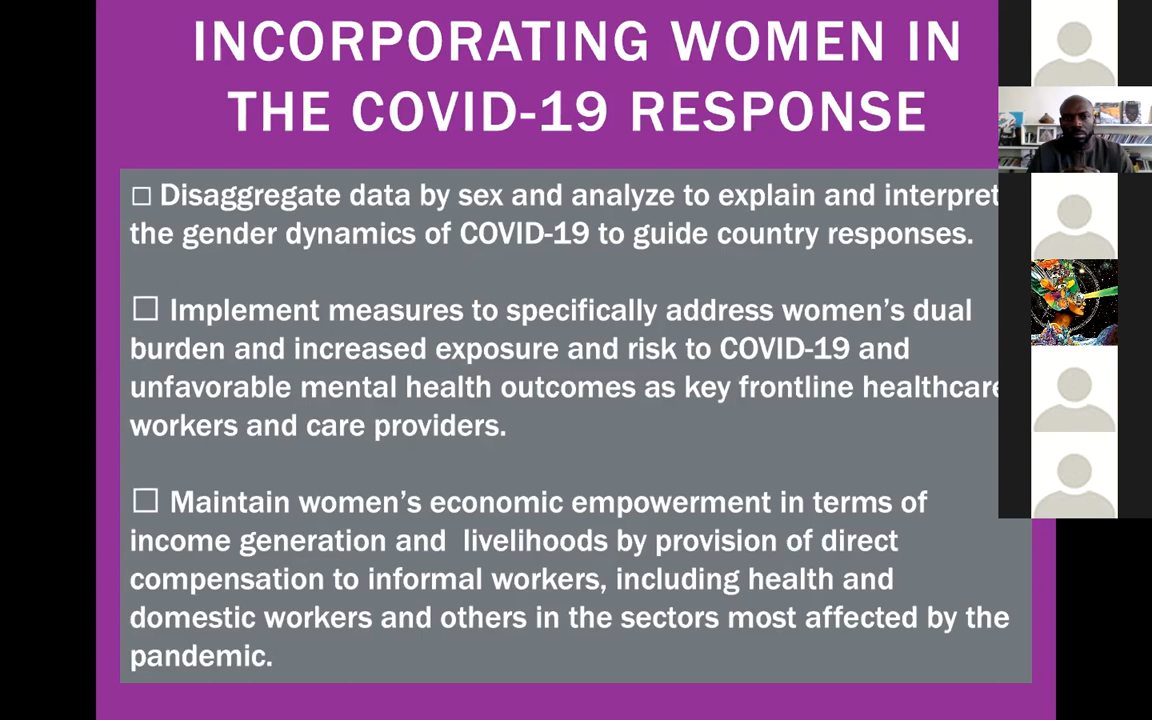 INCORPORATING WOMEN IN
THE COVID-19 RESPONSE
☐ Disaggregate data by sex and analyze to explain and interpret
the gender dynamics of COVID-19 to guide country responses.
☐ Implement measures to specifically address women’s dual
burden and increased exposure and risk to COVID-19 and
unfavorable mental health outcomes as key frontline healthcare
workers and care providers.
☐ Maintain women’s economic empowerment in terms of
income generation and  livelihoods by provision of direct
compensation to informal workers, including health and
domestic workers and others in the sectors most affected by the
pandemic.